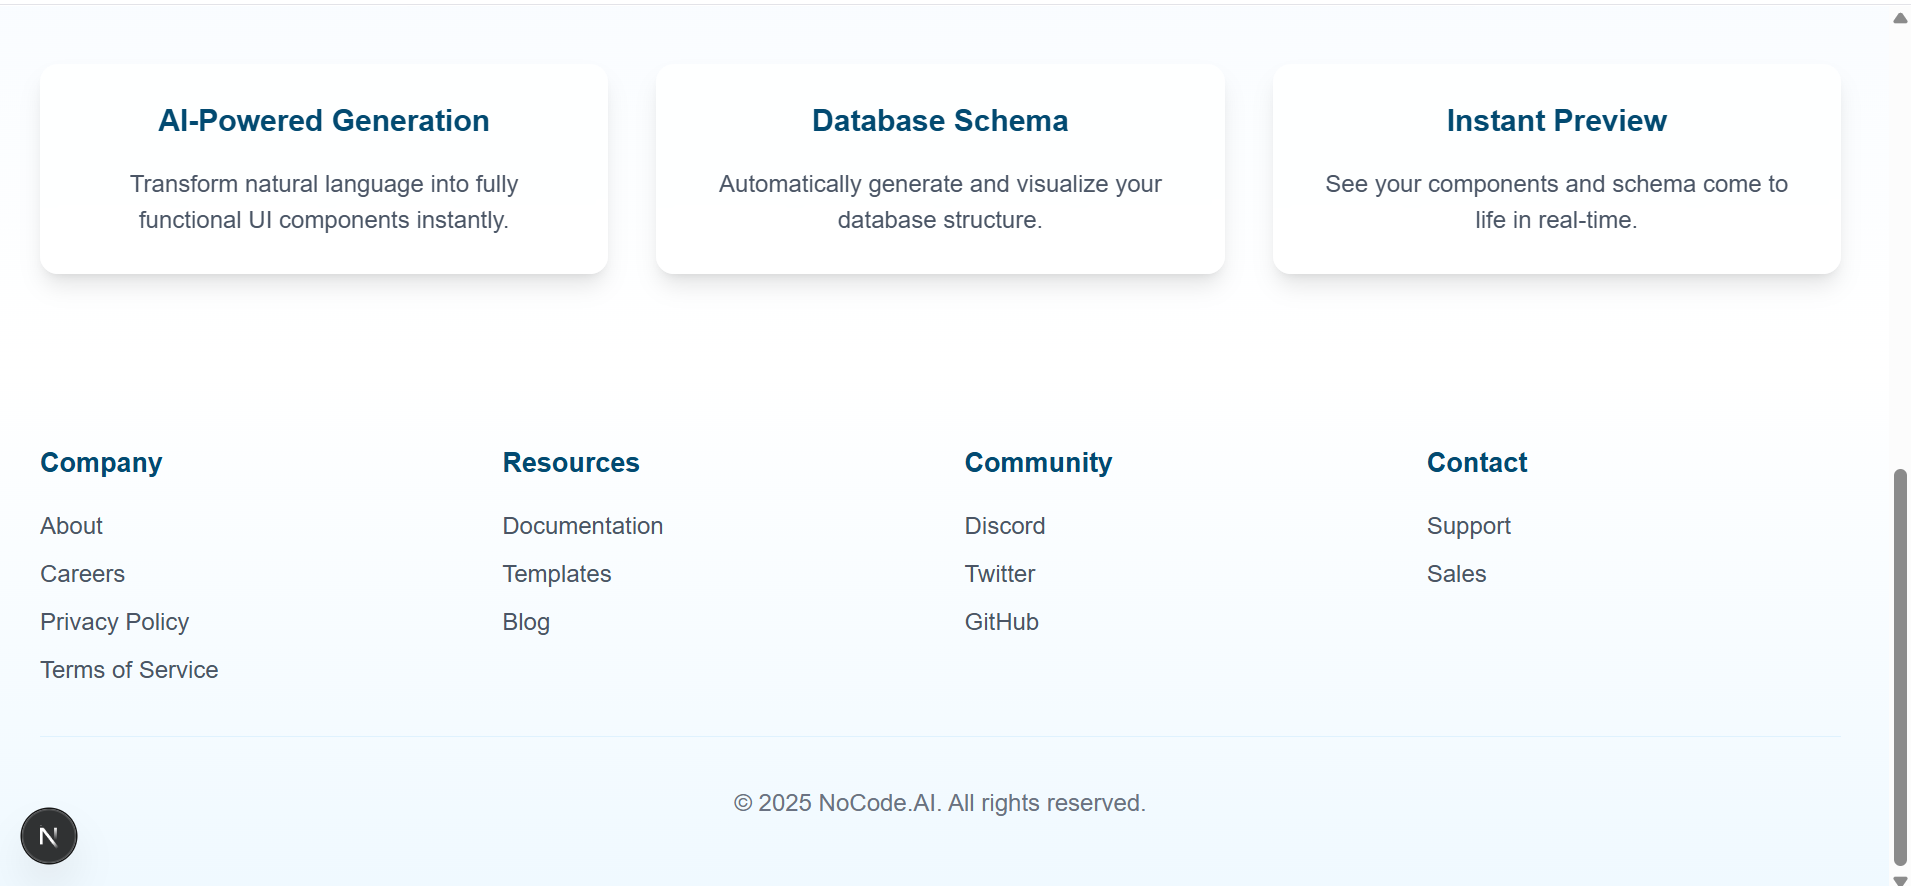 AI-Powered Generation
Transform natural language into fully
functional UI components instantly.
Database Schema
Automatically generate and visualize your
database structure.
Instant Preview
See your components and schema come to
life in real-time.
Company
About
Careers
Privacy Policy
Terms of Service
Resources
Documentation
Templates
Blog
Community
Discord
Twitter
GitHub
Contact
Support
Sales
© 2025 NoCode.AI. All rights reserved.
N